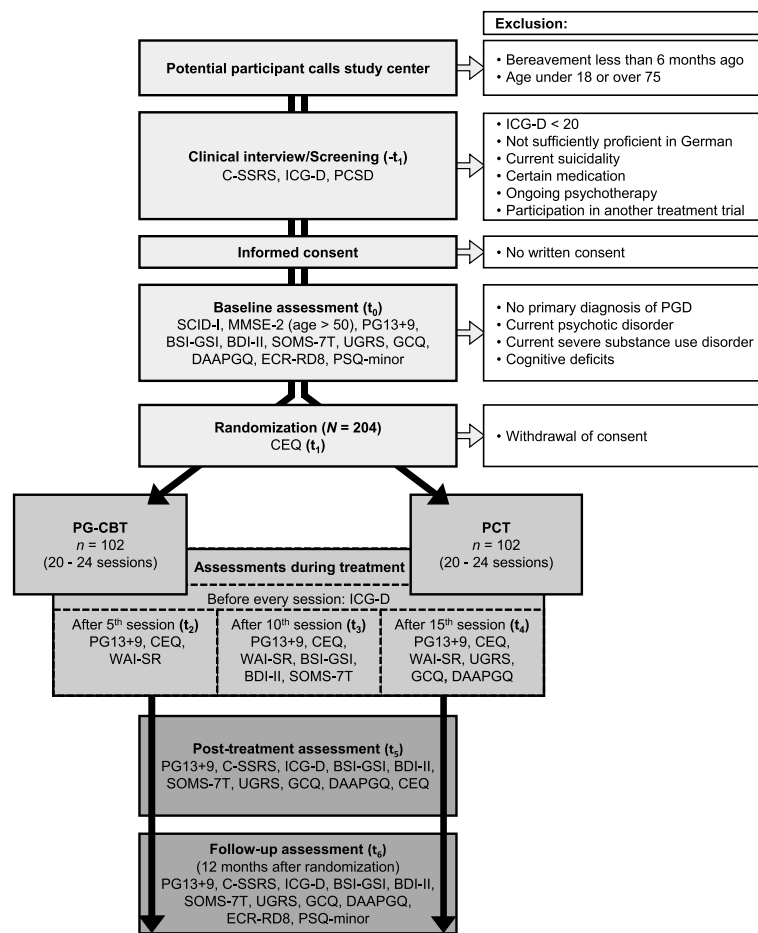 Exclusion:
Potential participant calls study center
• Bereavement less than 6 months ago
• Age under 18 or over 75
Clinical interview/Screening (-t1)
C-SSRS, ICG-D, PCSD
• ICG-D < 20
• Not sufficiently proficient in German
• Current suicidality
• Certain medication
• Ongoing psychotherapy
• Participation in another treatment trial
Informed consent
• No written consent
Baseline assessment (t0)
SCID-I, MMSE-2 (age > 50), PG13+9,
BSI-GSI, BDI-II, SOMS-7T, UGRS, GCQ,
DAAPGQ, ECR-RD8, PSQ-minor
• No primary diagnosis of PGD
• Current psychotic disorder
• Current severe substance use disorder
• Cognitive deficits
Randomization (N = 204)
CEQ (t1)
• Withdrawal of consent
PG-CBT
n = 102
(20 - 24 sessions)
PCT
n = 102
(20 - 24 sessions)
Assessments during treatment
Before every session: ICG-D
After 5th session (t2)
PG13+9, CEQ,
WAI-SR
After 10th session (t3)
PG13+9, CEQ,
WAI-SR, BSI-GSI,
BDI-II, SOMS-7T
After 15th session (t4)
PG13+9, CEQ,
WAI-SR, UGRS,
GCQ, DAAPGQ
Post-treatment assessment (t5)
PG13+9, C-SSRS, ICG-D, BSI-GSI, BDI-II,
SOMS-7T, UGRS, GCQ, DAAPGQ, CEQ
Follow-up assessment (t6)
(12 months after randomization)
PG13+9, C-SSRS, ICG-D, BSI-GSI, BDI-II,
SOMS-7T, UGRS, GCQ, DAAPGQ,
ECR-RD8, PSQ-minor